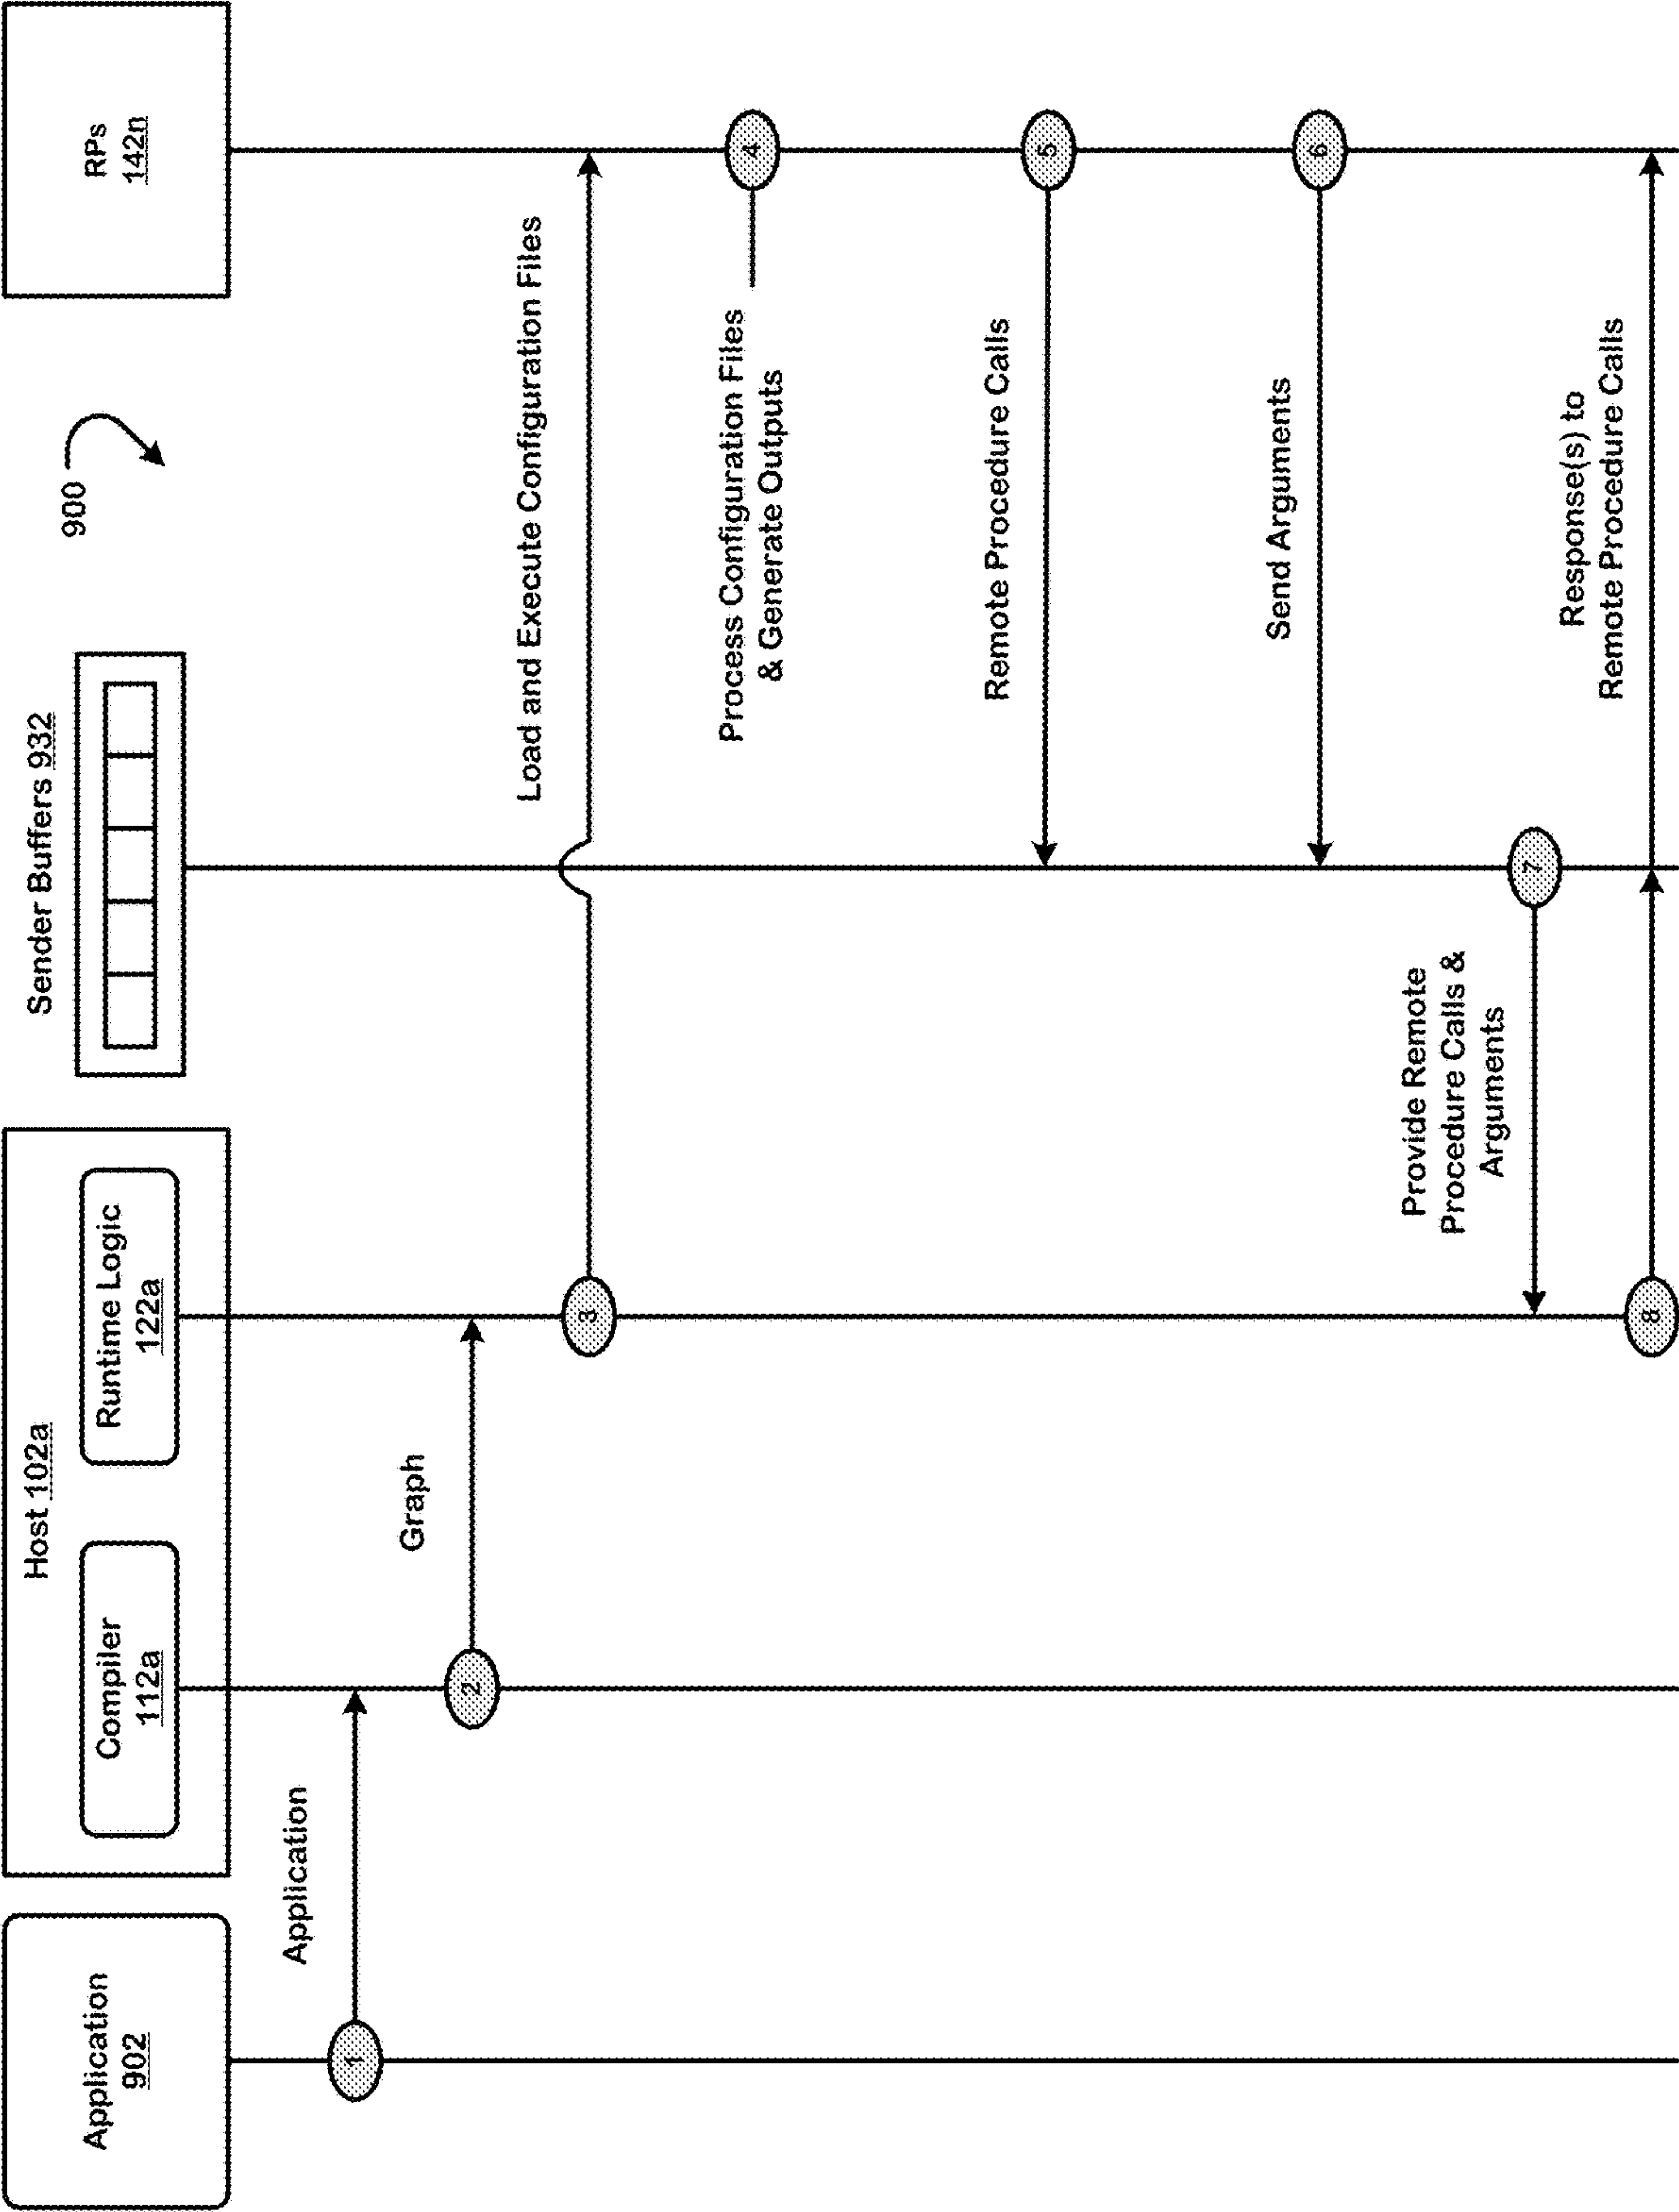 900
Application
902
Host 102a
Compiler
112a
Runtime Logic
122a
Sender Buffers 932
RPs
142n
1
Application
2
Graph
3
Load and Execute Configuration Files
4
Process Configuration Files
& Generate Outputs
5
Remote Procedure Calls
6
Send Arguments
7
Provide Remote
Procedure Calls &
Arguments
8
Response(s) to
Remote Procedure Calls